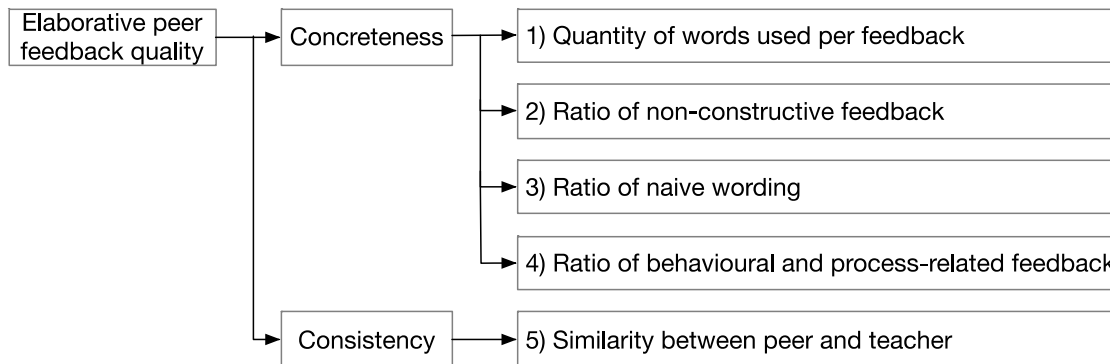 Elaborative peer
feedback quality
Concreteness
1) Quantity of words used per feedback
2) Ratio of non-constructive feedback
3) Ratio of naive wording
4) Ratio of behavioural and process-related feedback
Consistency
5) Similarity between peer and teacher